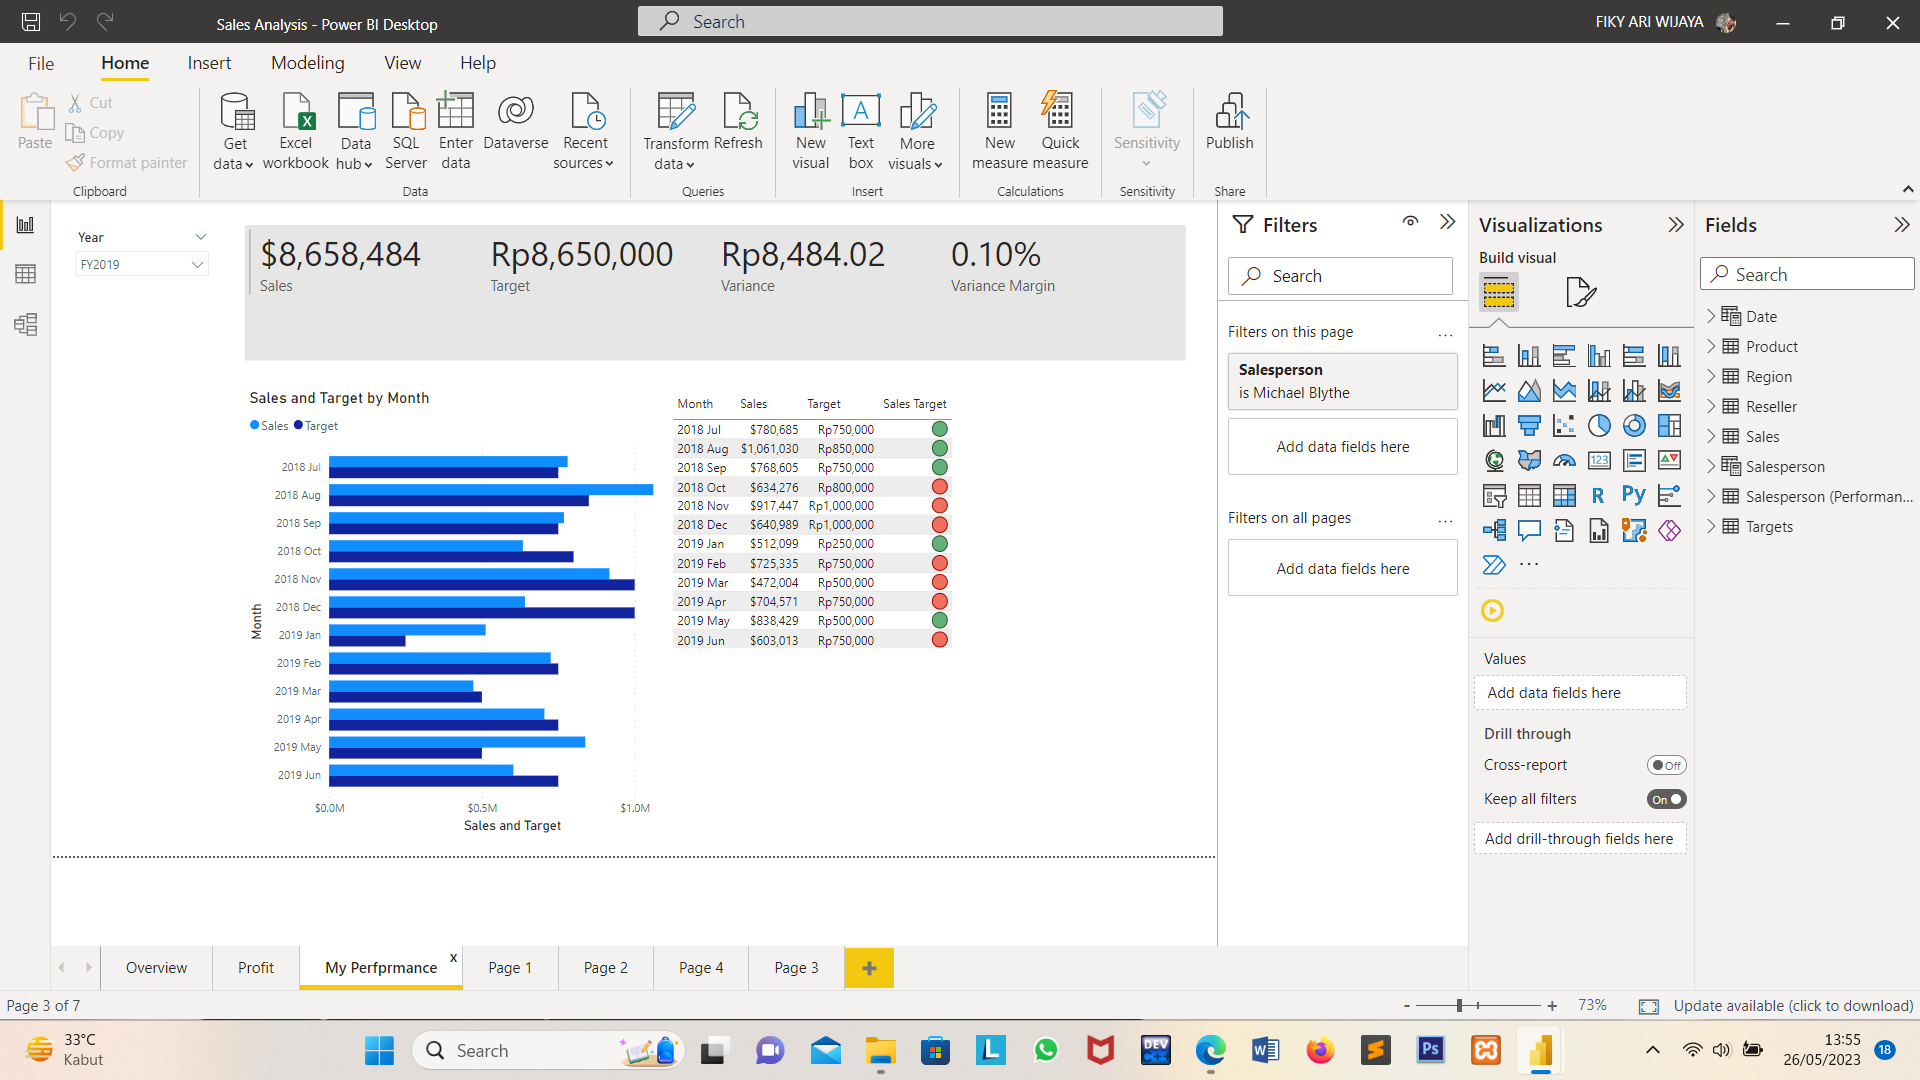 Sales Analysis - Power BI Desktop
Search
FIKY ARI WIJAYA
File Home Insert Modeling View Help
Paste
Cut
Copy
Format painter
Clipboard
Get data
Excel workbook
Data hub
SQL Server
Enter data
Dataverse
Recent sources
Data
Transform data
Refresh
Queries
New visual
Text box
More visuals
Insert
New measure
Quick measure
Calculations
Sensitivity
Sensitivity
Publish
Share
Year
FY2019
$8,658,484
Sales
Rp8,650,000
Target
Rp8,484.02
Variance
0.10%
Variance Margin
Sales and Target by Month
Sales Target
Month
2018 Jul
2018 Aug
2018 Sep
2018 Oct
2018 Nov
2018 Dec
2019 Jan
2019 Feb
2019 Mar
2019 Apr
2019 May
2019 Jun
$0.0M $0.5M $1.0M
Sales and Target
Month Sales Target Sales Target
2018 Jul $780,685 Rp750,000
2018 Aug $1,061,030 Rp850,000
2018 Sep $768,605 Rp750,000
2018 Oct $634,276 Rp800,000
2018 Nov $917,447 Rp1,000,000
2018 Dec $640,989 Rp1,000,000
2019 Jan $512,099 Rp250,000
2019 Feb $725,335 Rp750,000
2019 Mar $472,004 Rp500,000
2019 Apr $704,571 Rp750,000
2019 May $838,429 Rp500,000
2019 Jun $603,013 Rp750,000
Filters
Search
Filters on this page
...
Salesperson
is Michael Blythe
Add data fields here
Filters on all pages
...
Add data fields here
Visualizations
Build visual
123
R
Py
...
Values
Add data fields here
Drill through
Cross-report
Off
Keep all filters
On
Add drill-through fields here
Fields
Search
Date
Product
Region
Reseller
Sales
Salesperson
Salesperson (Performan...
Targets
Overview
Profit
My Perfprmance
x
Page 1
Page 2
Page 4
Page 3
+
Page 3 of 7
- + 73%
Update available (click to download)
33°C
Kabut
Search
L
DEV
Ps
13:55
26/05/2023
18